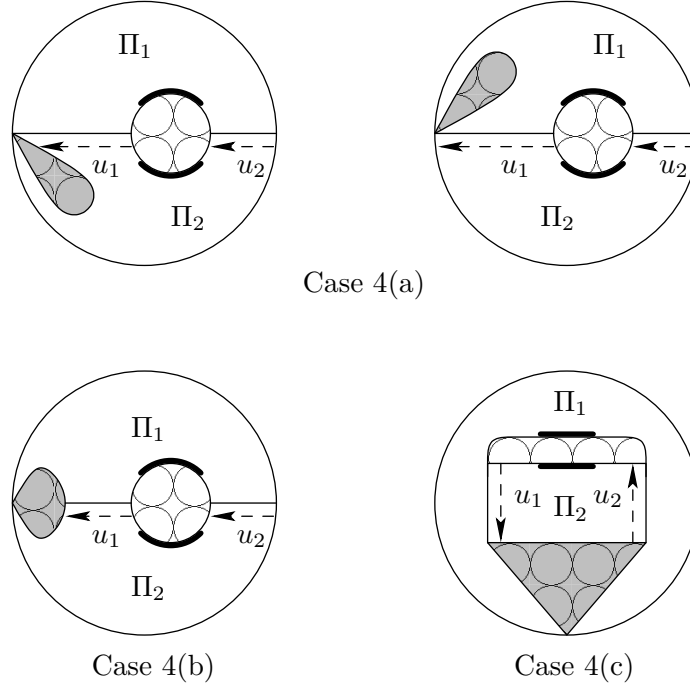 Π₁ Π₁
u₁ u₂ u₁ u₂
Π₂ Π₂
Case 4(a)
Π₁ Π₁
u₁ u₂ u₁ Π₂ u₂
Π₂
Case 4(b) Case 4(c)